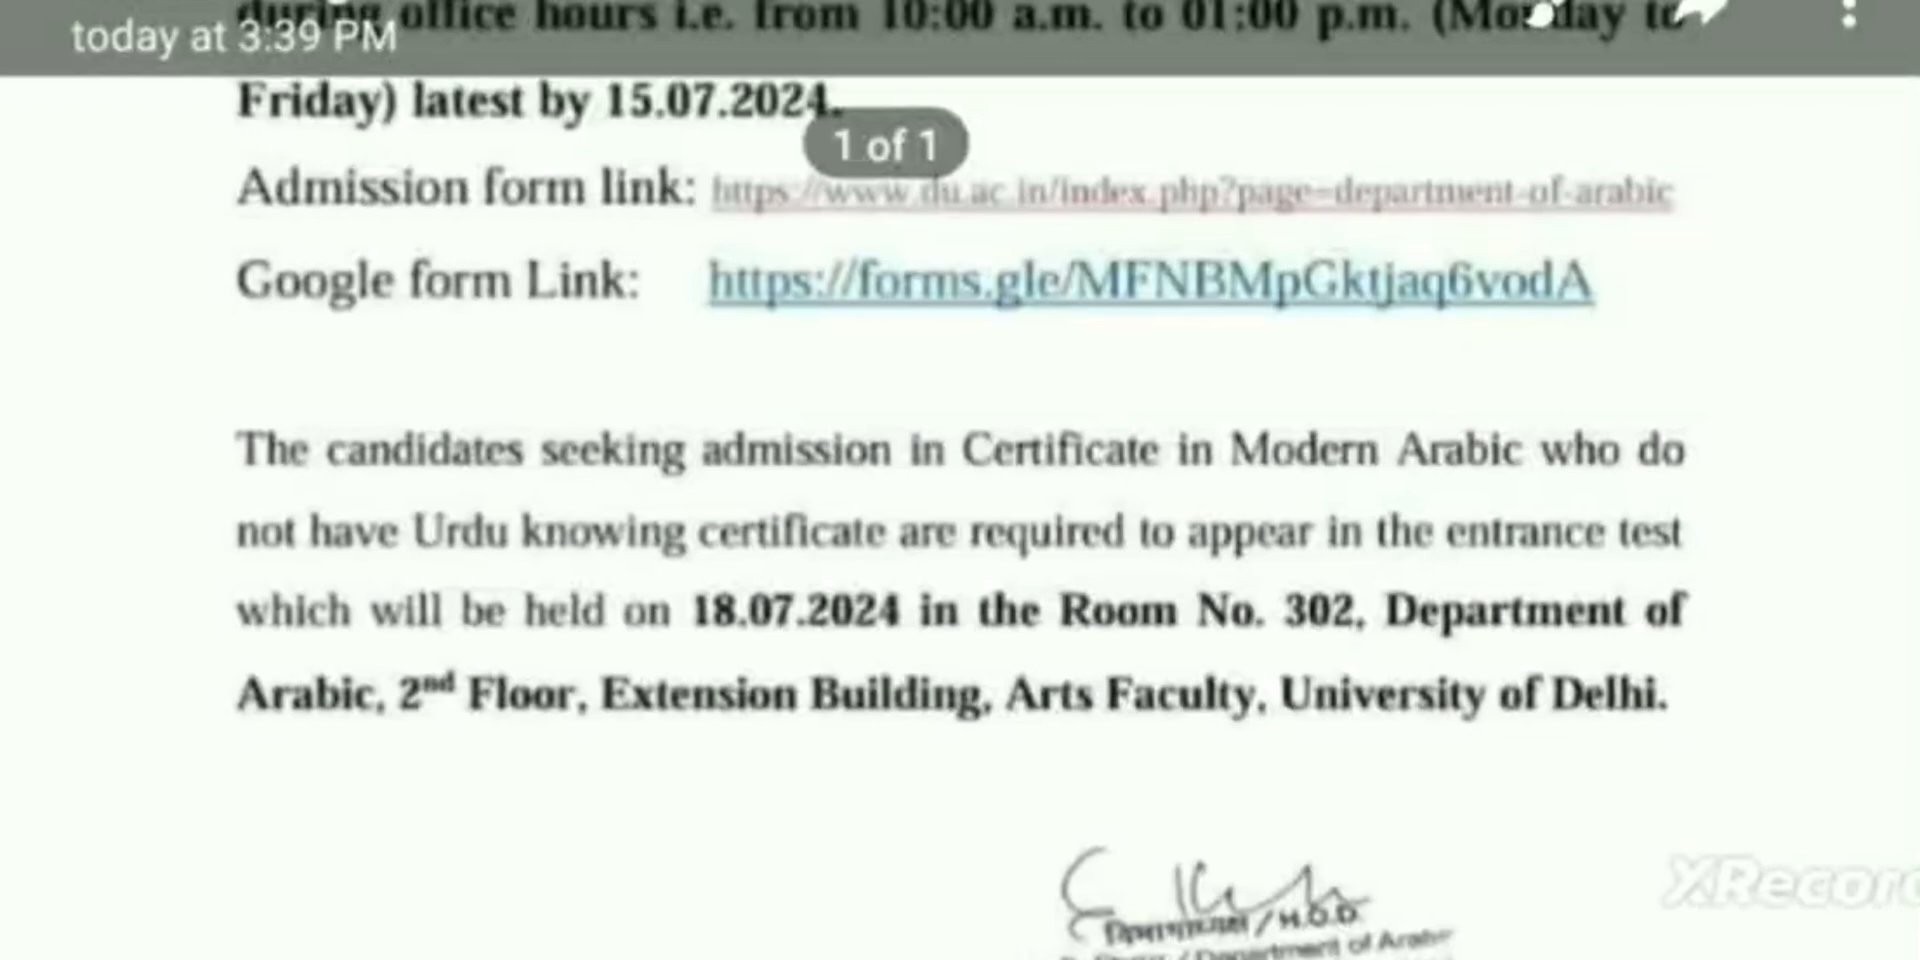 during office hours i.e. from 10:00 a.m. to 01:00 p.m. (Monday to
today at 3:39 PM
Friday) latest by 15.07.2024.
1 of 1
Admission form link: https://www.du.ac.in/index.php?page=department-of-arabic
Google form Link: https://forms.gle/MFNBMpGktjaq6vodA
The candidates seeking admission in Certificate in Modern Arabic who do
not have Urdu knowing certificate are required to appear in the entrance test
which will be held on 18.07.2024 in the Room No. 302, Department of
Arabic, 2nd Floor, Extension Building, Arts Faculty, University of Delhi.
/ H.O.D.
/ Department of Arabic
XRecord